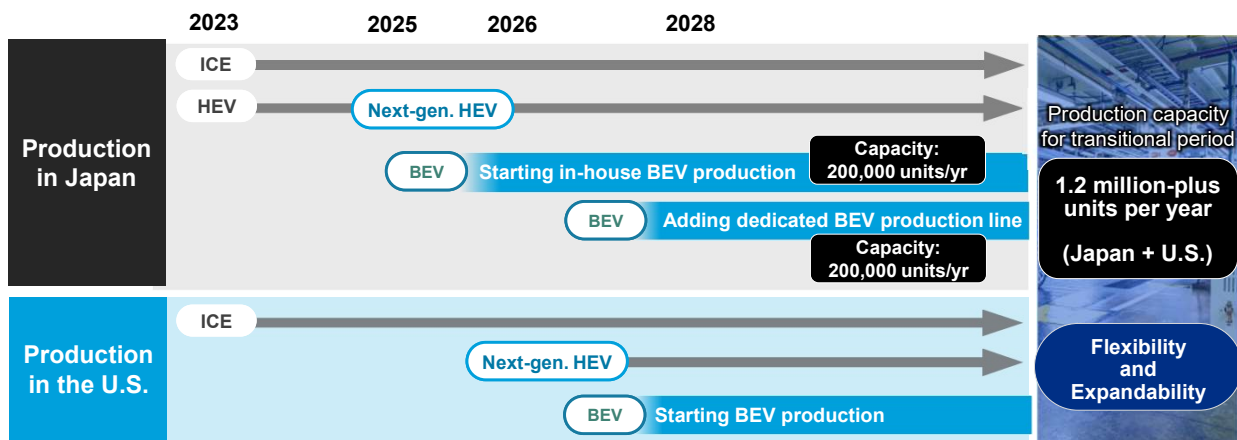 2023
2025
2026
2028
Production
in Japan
ICE
HEV
Next-gen. HEV
BEV
Starting in-house BEV production
Capacity:
200,000 units/yr
BEV
Adding dedicated BEV production line
Capacity:
200,000 units/yr
Production
in the U.S.
ICE
Next-gen. HEV
BEV
Starting BEV production
Production capacity
for transitional period
1.2 million-plus
units per year
(Japan + U.S.)
Flexibility
and
Expandability